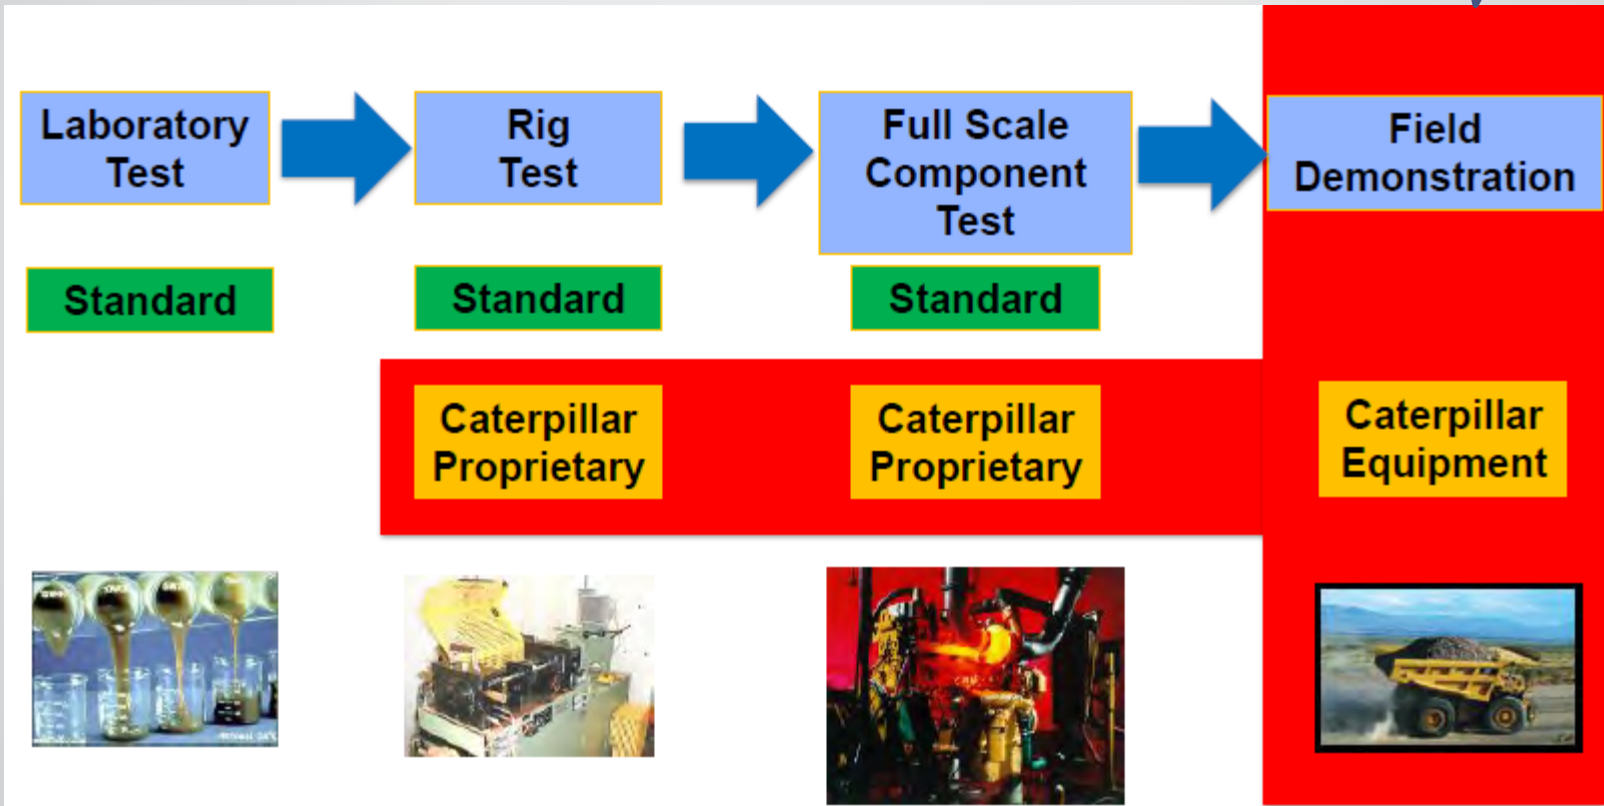 Laboratory
Test
Rig
Test
Full Scale
Component
Test
Field
Demonstration
Standard
Standard
Standard
Caterpillar
Proprietary
Caterpillar
Proprietary
Caterpillar
Equipment